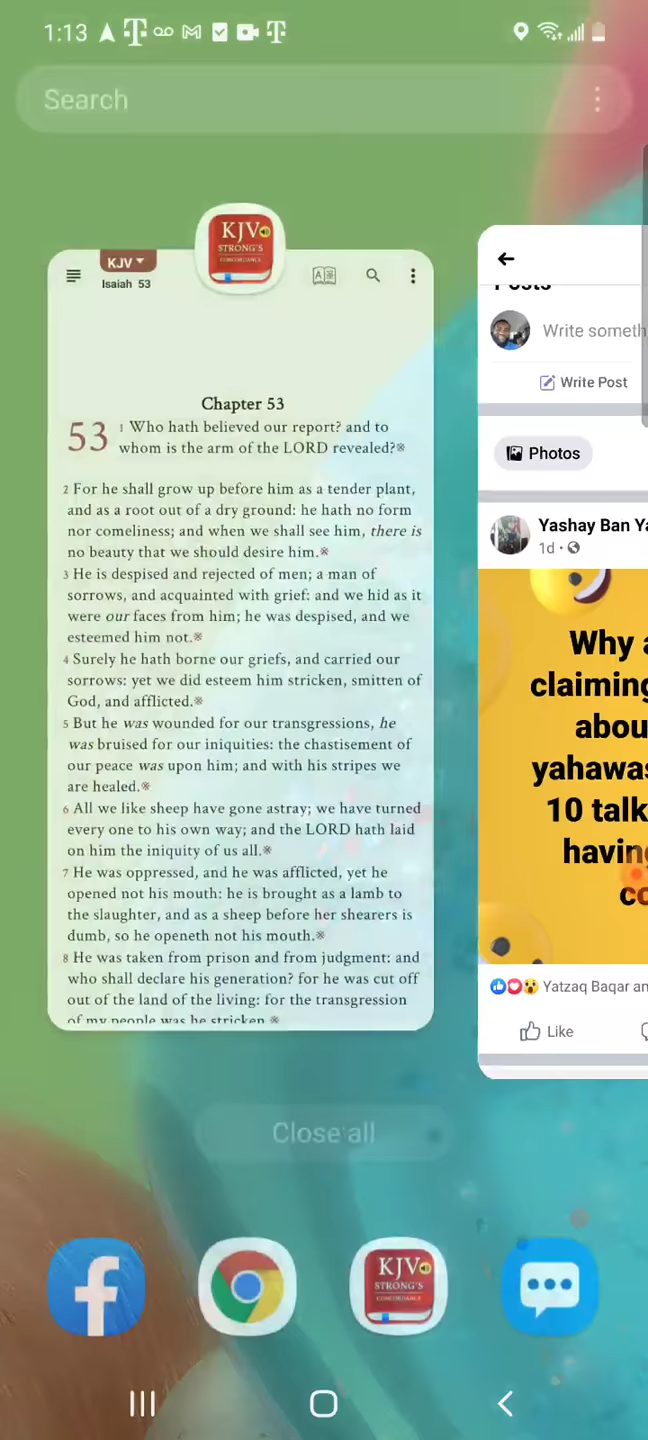 1:13
Search
KJV
Isaiah 53
KJV
STRONG'S
CONCORDANCE
Chapter 53
53 1 Who hath believed our report? and to
whom is the arm of the LORD revealed?※
2 For he shall grow up before him as a tender plant,
and as a root out of a dry ground: he hath no form
nor comeliness; and when we shall see him, there is
no beauty that we should desire him.※
3 He is despised and rejected of men; a man of
sorrows, and acquainted with grief: and we hid as it
were our faces from him; he was despised, and we
esteemed him not.※
4 Surely he hath borne our griefs, and carried our
sorrows: yet we did esteem him stricken, smitten of
God, and afflicted.※
5 But he was wounded for our transgressions, he
was bruised for our iniquities: the chastisement of
our peace was upon him; and with his stripes we
are healed.※
6 All we like sheep have gone astray; we have turned
every one to his own way; and the LORD hath laid
on him the iniquity of us all.※
7 He was oppressed, and he was afflicted, yet he
opened not his mouth: he is brought as a lamb to
the slaughter, and as a sheep before her shearers is
dumb, so he openeth not his mouth.※
8 He was taken from prison and from judgment: and
who shall declare his generation? for he was cut off
out of the land of the living: for the transgression
of my people was he stricken.※
Posts
Write someth
Write Post
Photos
Yashay Ban Ya
1d
Why a
claiming
abou
yahawas
10 talk
having
co
Yatzaq Baqar an
Like
Close all
KJV
STRONG'S
CONCORDANCE